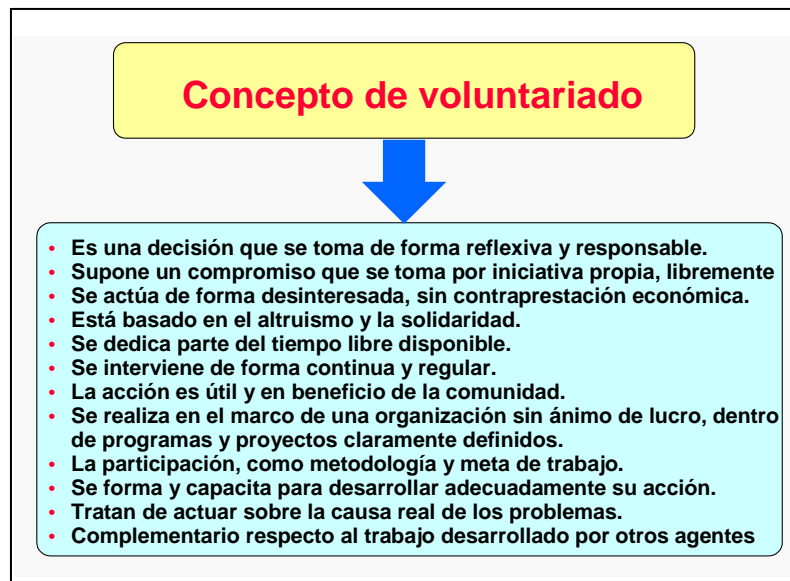 Concepto de voluntariado
• Es una decisión que se toma de forma reflexiva y responsable.
• Supone un compromiso que se toma por iniciativa propia, libremente
• Se actúa de forma desinteresada, sin contraprestación económica.
• Está basado en el altruismo y la solidaridad.
• Se dedica parte del tiempo libre disponible.
• Se interviene de forma continua y regular.
• La acción es útil y en beneficio de la comunidad.
• Se realiza en el marco de una organización sin ánimo de lucro, dentro
de programas y proyectos claramente definidos.
• La participación, como metodología y meta de trabajo.
• Se forma y capacita para desarrollar adecuadamente su acción.
• Tratan de actuar sobre la causa real de los problemas.
• Complementario respecto al trabajo desarrollado por otros agentes